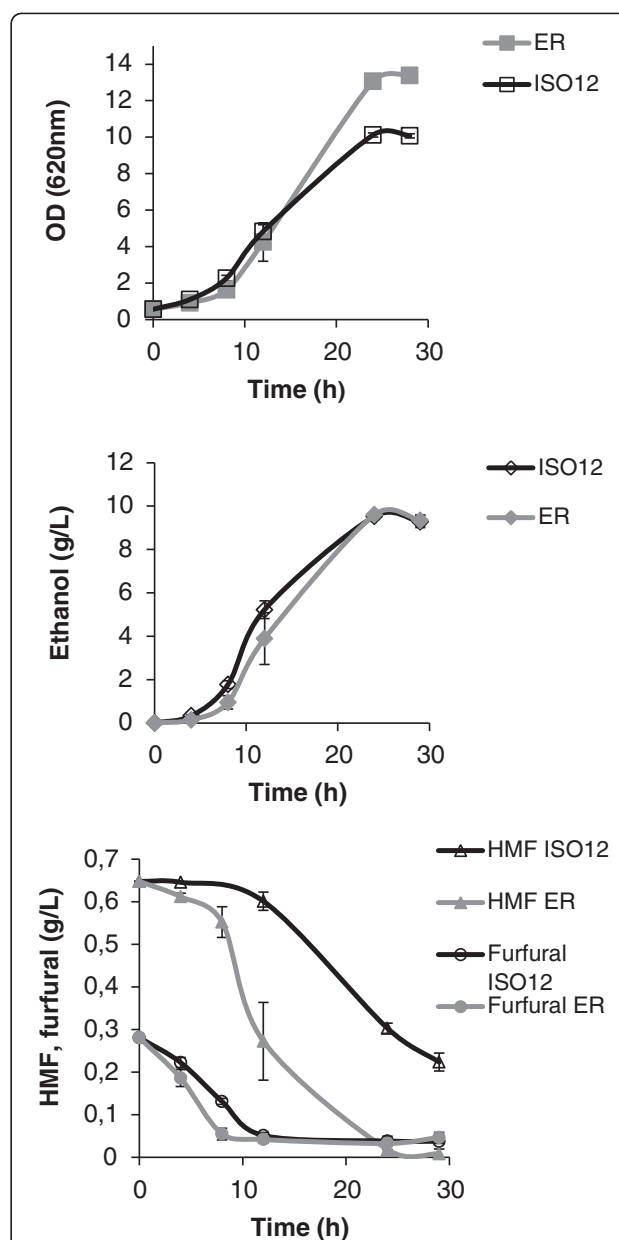 ER
ISO12
14
12
10
8
6
4
2
0
OD (620nm)
0 10 20 30
Time (h)
ISO12
ER
12
10
8
6
4
2
0
Ethanol (g/L)
0 10 20 30
Time (h)
HMF ISO12
HMF ER
Furfural
ISO12
Furfural ER
0,7
0,6
0,5
0,4
0,3
0,2
0,1
0
HMF, furfural (g/L)
0 10 20 30
Time (h)